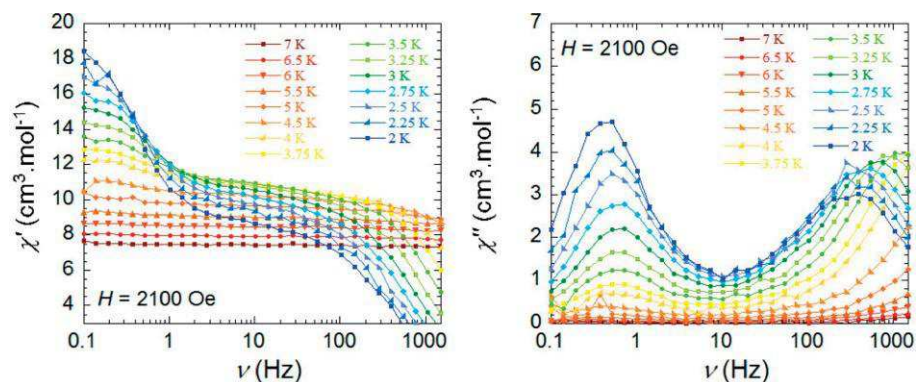 20
18
16
14
12
10
8
6
4
χ′ (cm³.mol⁻¹)
7 K
6.5 K
6 K
5.5 K
5 K
4.5 K
4 K
3.75 K
3.5 K
3.25 K
3 K
2.75 K
2.5 K
2.25 K
2 K
H = 2100 Oe
0.1 1 10 100 1000
ν (Hz)
7
6
5
4
3
2
1
0
χ″ (cm³.mol⁻¹)
H = 2100 Oe
7 K
6.5 K
6 K
5.5 K
5 K
4.5 K
4 K
3.75 K
3.5 K
3.25 K
3 K
2.75 K
2.5 K
2.25 K
2 K
0.1 1 10 100 1000
ν (Hz)